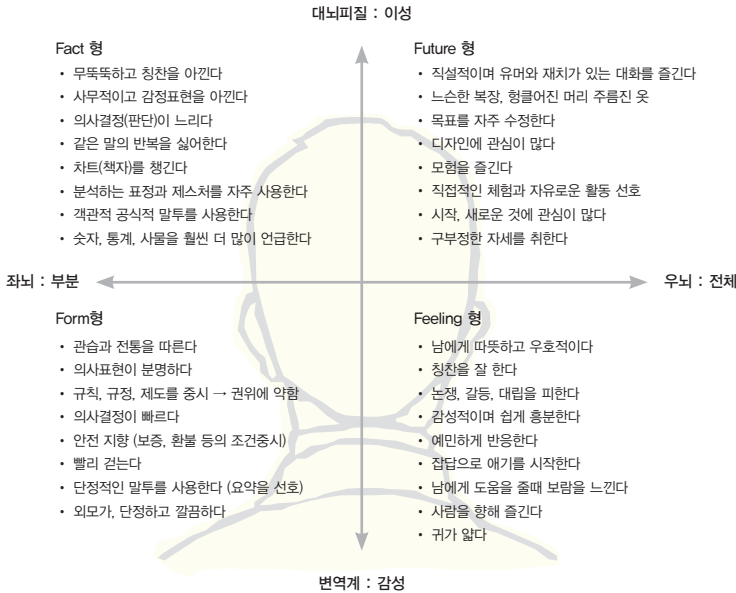 대뇌피질 : 이성
Fact 형
• 무뚝뚝하고 칭찬을 아낀다
• 사무적이고 감정표현을 아낀다
• 의사결정(판단)이 느리다
• 같은 말의 반복을 싫어한다
• 차트(책자)를 챙긴다
• 분석하는 표정과 제스처를 자주 사용한다
• 객관적 공식적 말투를 사용한다
• 숫자, 통계, 사물을 훨씬 더 많이 언급한다
Future 형
• 직설적이며 유머와 재치가 있는 대화를 즐긴다
• 느슨한 복장, 헝클어진 머리 주름진 옷
• 목표를 자주 수정한다
• 디자인에 관심이 많다
• 모험을 즐긴다
• 직접적인 체험과 자유로운 활동 선호
• 시작, 새로운 것에 관심이 많다
• 구부정한 자세를 취한다
좌뇌 : 부분
우뇌 : 전체
Form형
• 관습과 전통을 따른다
• 의사표현이 분명하다
• 규칙, 규정, 제도를 중시 → 권위에 약함
• 의사결정이 빠르다
• 안전 지향 (보증, 환불 등의 조건중시)
• 빨리 걷는다
• 단정적인 말투를 사용한다 (요약을 선호)
• 외모가, 단정하고 깔끔하다
Feeling 형
• 남에게 따뜻하고 우호적이다
• 칭찬을 잘 한다
• 논쟁, 갈등, 대립을 피한다
• 감성적이며 쉽게 흥분한다
• 예민하게 반응한다
• 잡답으로 얘기를 시작한다
• 남에게 도움을 줄때 보람을 느낀다
• 사람을 향해 즐긴다
• 귀가 얇다
변역계 : 감성